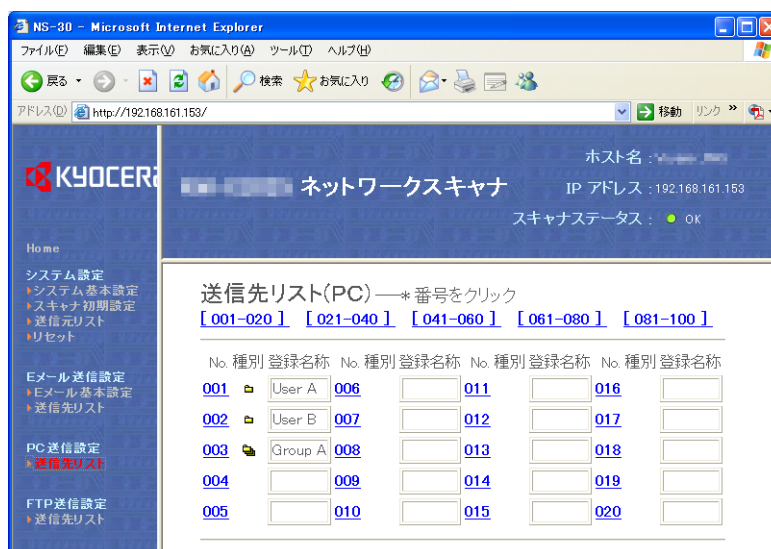 NS-30 - Microsoft Internet Explorer
ファイル(F) 編集(E) 表示(V) お気に入り(A) ツール(T) ヘルプ(H)
戻る 検索 お気に入り
アドレス(D) http://192.168.161.153/ 移動 リンク »
KYOCERA
ネットワークスキャナ
ホスト名 :
IP アドレス : 192.168.161.153
スキャナステータス : OK
Home
システム設定
システム基本設定
スキャナ初期設定
送信元リスト
リセット
Eメール送信設定
Eメール基本設定
送信先リスト
PC送信設定
送信先リスト
FTP送信設定
送信先リスト
送信先リスト(PC)──* 番号をクリック
[ 001-020 ] [ 021-040 ] [ 041-060 ] [ 061-080 ] [ 081-100 ]
No. 種別 登録名称 No. 種別 登録名称 No. 種別 登録名称 No. 種別 登録名称
001 User A 006 011 016
002 User B 007 012 017
003 Group A 008 013 018
004 009 014 019
005 010 015 020